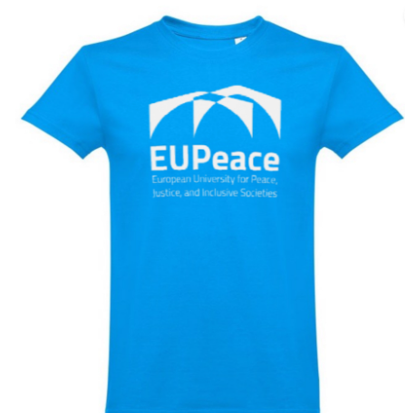 EUPeace
European University for Peace,
Justice, and Inclusive Societies